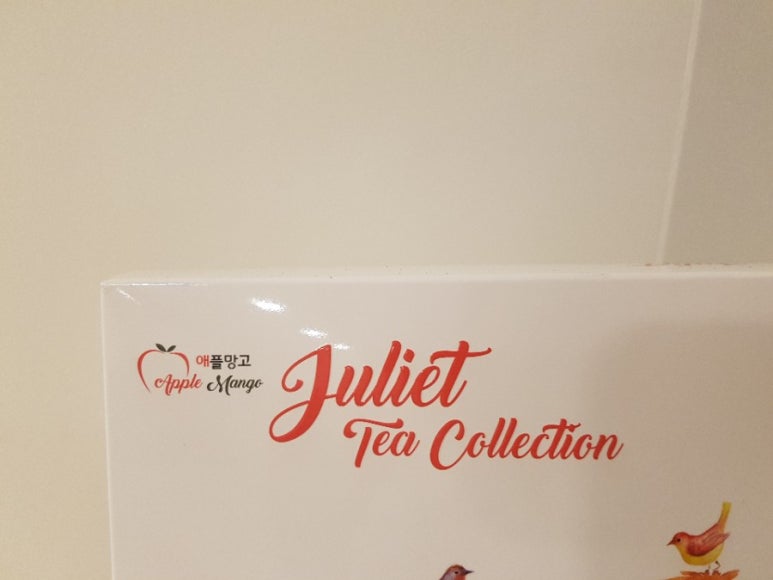 애플망고
Apple Mango
Juliet
Tea Collection